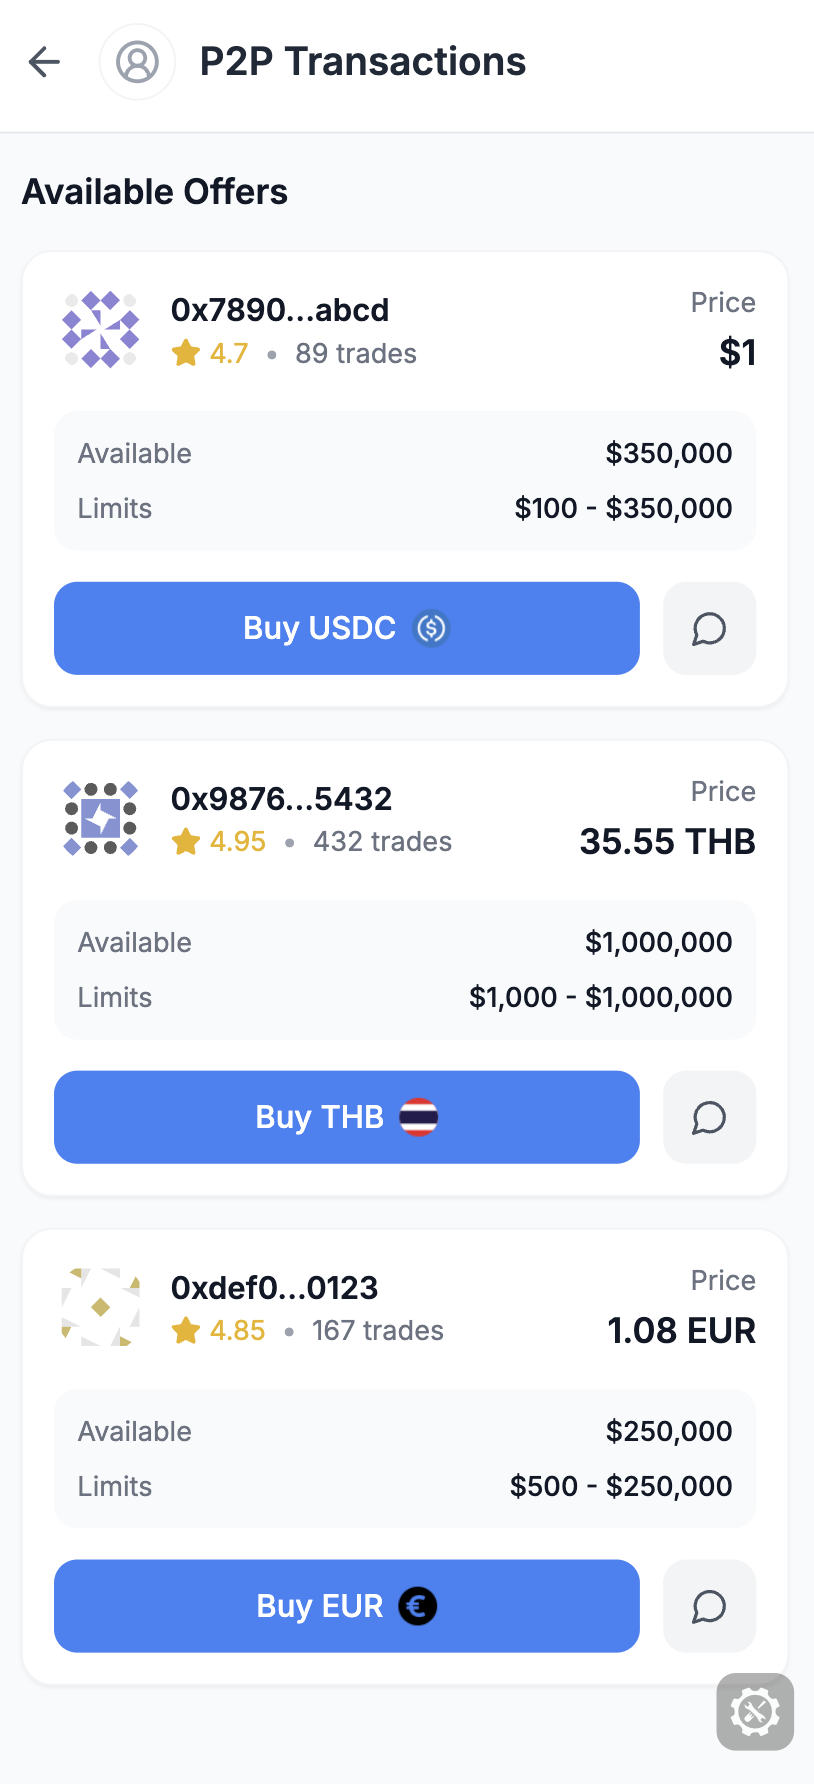 P2P Transactions
Available Offers
0x7890...abcd
Price
4.7 • 89 trades
$1
Available $350,000
Limits $100 - $350,000
Buy USDC
0x9876...5432
Price
4.95 • 432 trades
35.55 THB
Available $1,000,000
Limits $1,000 - $1,000,000
Buy THB
0xdef0...0123
Price
4.85 • 167 trades
1.08 EUR
Available $250,000
Limits $500 - $250,000
Buy EUR €